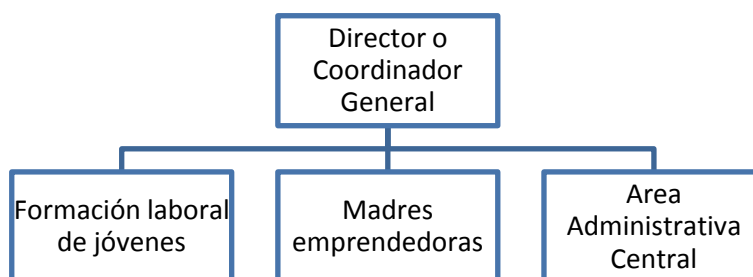 Director o
Coordinador
General
Formación laboral
de jóvenes
Madres
emprendedoras
Area
Administrativa
Central